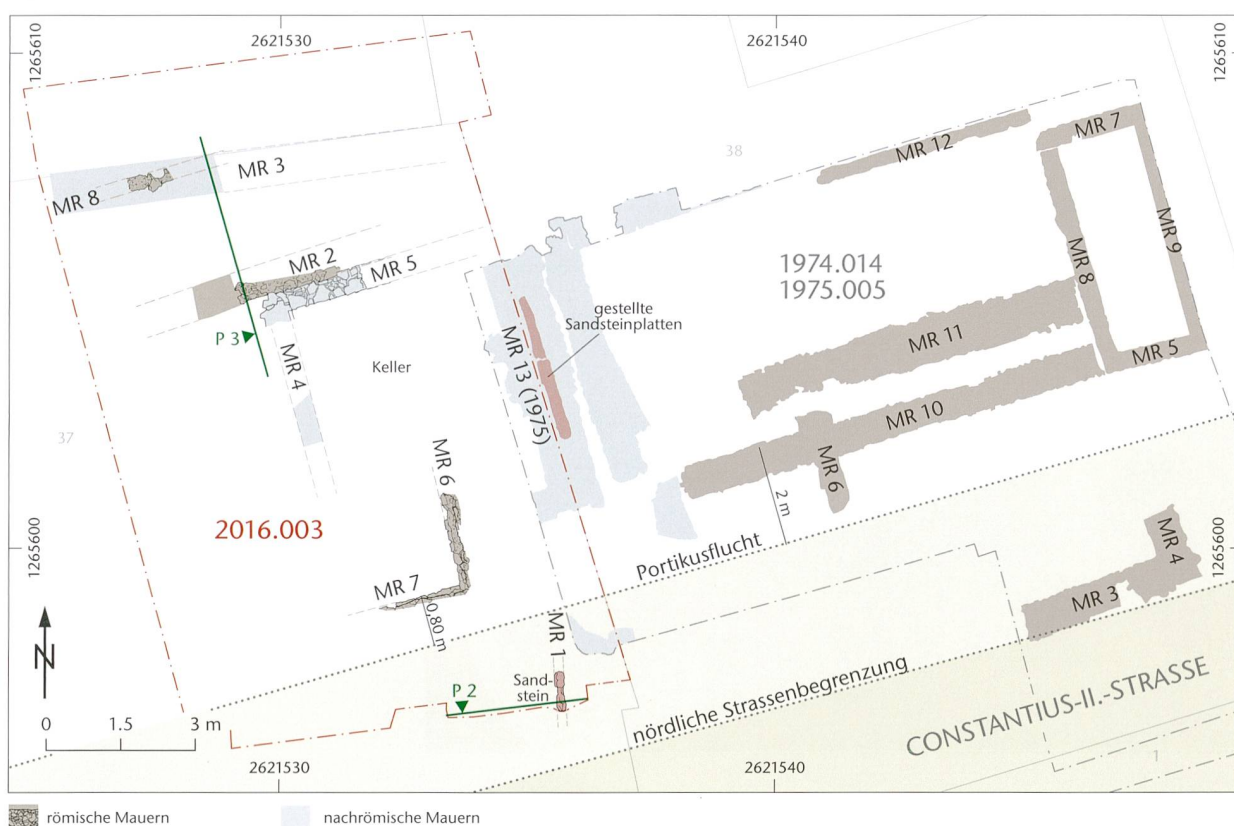 2621530
2621540
1265610
1265610
MR 7
MR 12
38
MR 3
MR 8
MR 9
MR 2
MR 5
1974.014
1975.005
MR 8
gestellte
Sandsteinplatten
MR 11
P 3
MR 4
Keller
MR 13 (1975)
MR 5
MR 10
37
MR 6
MR 6
2 m
2016.003
Portikusflucht
1265600
1265600
MR 4
MR 7
MR 3
0,80 m
N
MR 1
Sand-
stein
P 2
nördliche Strassenbegrenzung
CONSTANTIUS-II.-STRASSE
0 1.5 3 m
1
2621530
2621540
römische Mauern
nachrömische Mauern